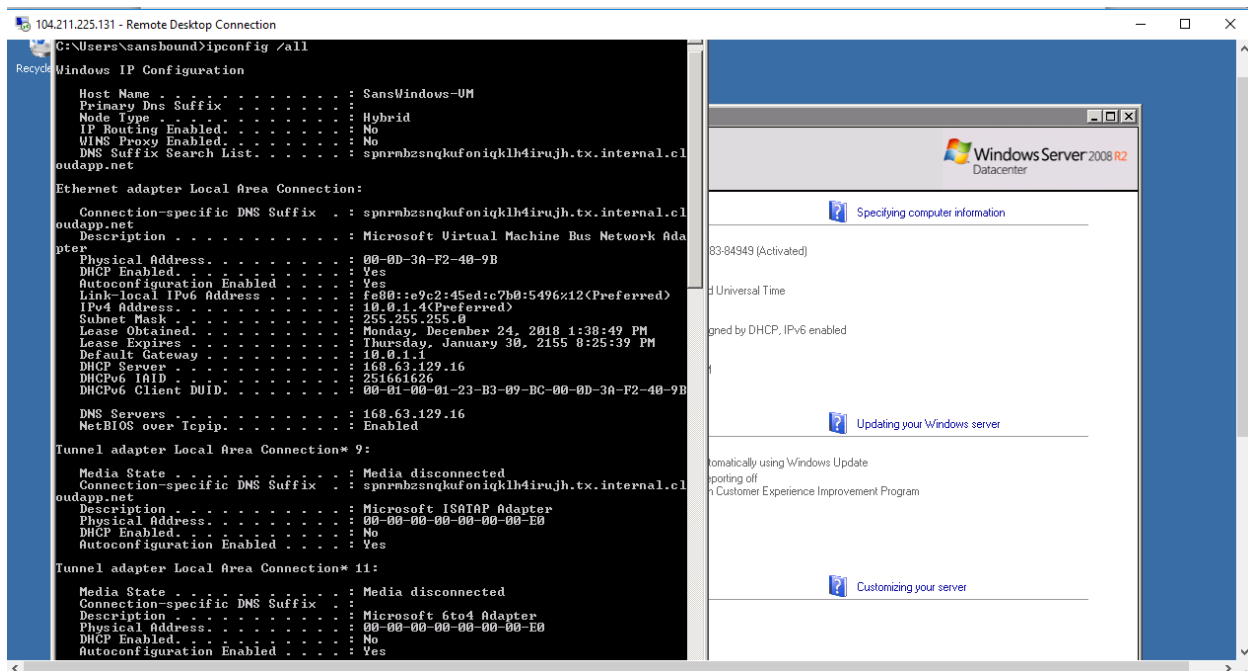 104.211.225.131 - Remote Desktop Connection
Recycle
C:\Users\sansbound>ipconfig /all
Windows IP Configuration
Host Name . . . . . . . . . . . . : SansWindows-VM
Primary Dns Suffix . . . . . . . :
Node Type . . . . . . . . . . . . : Hybrid
IP Routing Enabled. . . . . . . . : No
WINS Proxy Enabled. . . . . . . . : No
DNS Suffix Search List. . . . . . : spnrmbzsnqkufoniqklh4irujh.tx.internal.cl
oudapp.net
Ethernet adapter Local Area Connection:
Connection-specific DNS Suffix . : spnrmbzsnqkufoniqklh4irujh.tx.internal.cl
oudapp.net
Description . . . . . . . . . . . : Microsoft Virtual Machine Bus Network Ada
pter
Physical Address. . . . . . . . . : 00-0D-3A-F2-40-9B
DHCP Enabled. . . . . . . . . . . : Yes
Autoconfiguration Enabled . . . . : Yes
Link-local IPv6 Address . . . . . : fe80::e9c2:45ed:c7b0:5496%12(Preferred)
IPv4 Address. . . . . . . . . . . : 10.0.1.4(Preferred)
Subnet Mask . . . . . . . . . . . : 255.255.255.0
Lease Obtained. . . . . . . . . . : Monday, December 24, 2018 1:38:49 PM
Lease Expires . . . . . . . . . . : Thursday, January 30, 2155 8:25:39 PM
Default Gateway . . . . . . . . . : 10.0.1.1
DHCP Server . . . . . . . . . . . : 168.63.129.16
DHCPv6 IAID . . . . . . . . . . . : 251661626
DHCPv6 Client DUID. . . . . . . . : 00-01-00-01-23-B3-09-BC-00-0D-3A-F2-40-9B
DNS Servers . . . . . . . . . . . : 168.63.129.16
NetBIOS over Tcpip. . . . . . . . : Enabled
Tunnel adapter Local Area Connection* 9:
Media State . . . . . . . . . . . : Media disconnected
Connection-specific DNS Suffix . : spnrmbzsnqkufoniqklh4irujh.tx.internal.cl
oudapp.net
Description . . . . . . . . . . . : Microsoft ISATAP Adapter
Physical Address. . . . . . . . . : 00-00-00-00-00-00-00-E0
DHCP Enabled. . . . . . . . . . . : No
Autoconfiguration Enabled . . . . : Yes
Tunnel adapter Local Area Connection* 11:
Media State . . . . . . . . . . . : Media disconnected
Connection-specific DNS Suffix . :
Description . . . . . . . . . . . : Microsoft 6to4 Adapter
Physical Address. . . . . . . . . : 00-00-00-00-00-00-00-E0
DHCP Enabled. . . . . . . . . . . : No
Autoconfiguration Enabled . . . . : Yes
Windows Server 2008 R2
Datacenter
Specifying computer information
83-84949 (Activated)
d Universal Time
gned by DHCP, IPv6 enabled
Updating your Windows server
tomatically using Windows Update
porting off
n Customer Experience Improvement Program
Customizing your server